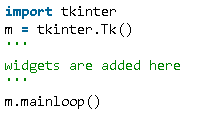 import tkinter
m = tkinter.Tk()
'''
widgets are added here
'''
m.mainloop()